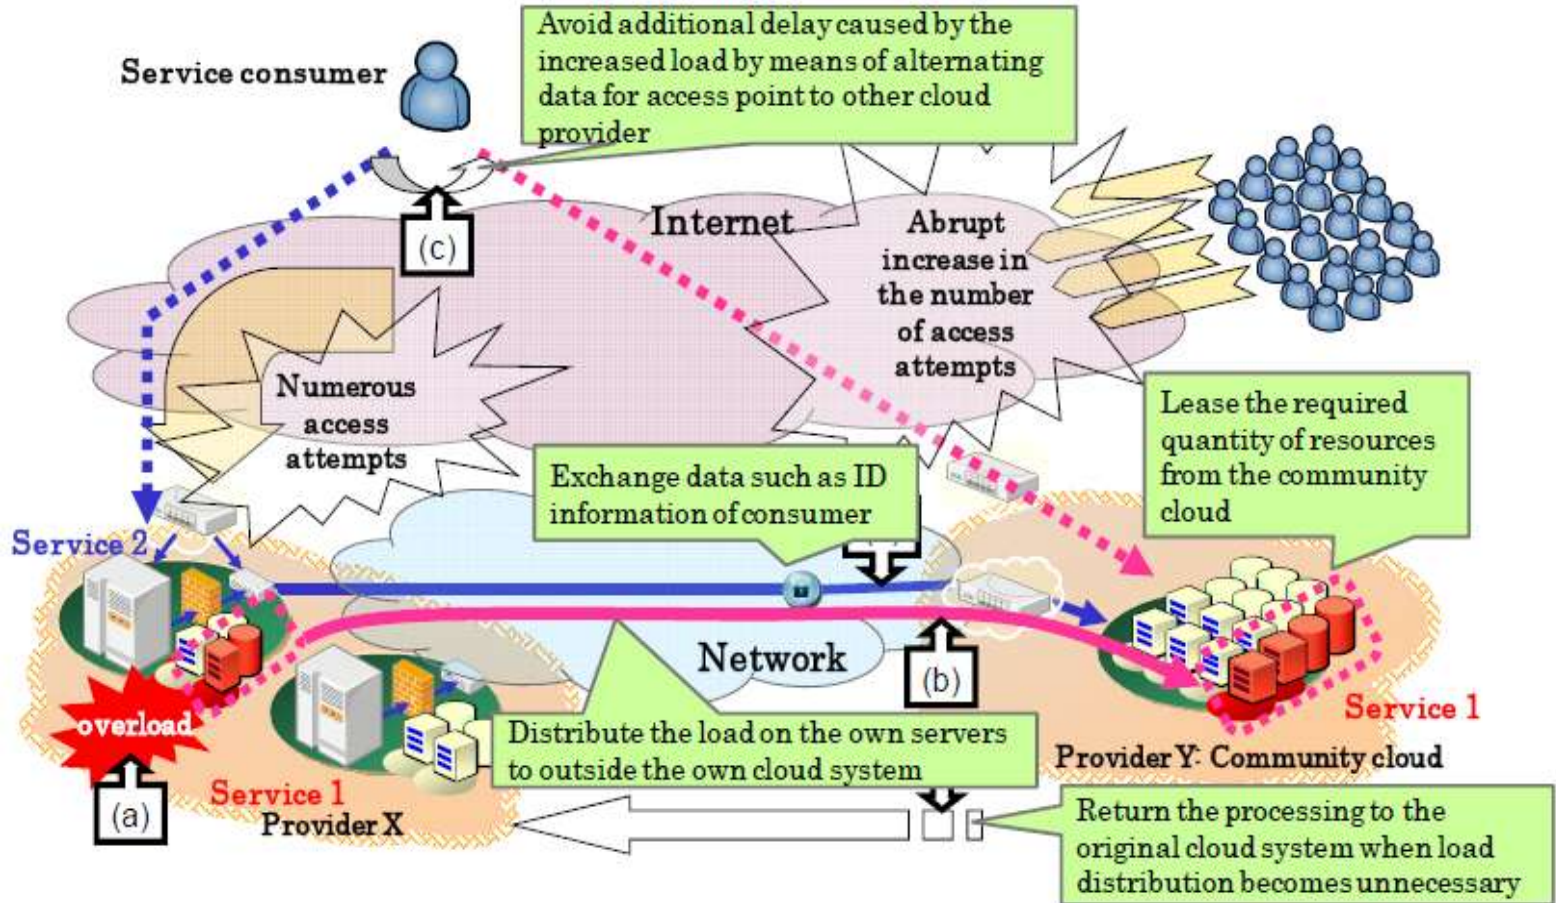 Avoid additional delay caused by the
increased load by means of alternating
data for access point to other cloud
provider
Service consumer
(c)
Internet
Abrupt
increase in
the number
of access
attempts
Numerous
access
attempts
Lease the required
quantity of resources
from the community
cloud
Exchange data such as ID
information of consumer
Service 2
Network
(b)
overload
(a)
Service 1
Provider X
Distribute the load on the own servers
to outside the own cloud system
Service 1
Provider Y: Community cloud
Return the processing to the
original cloud system when load
distribution becomes unnecessary